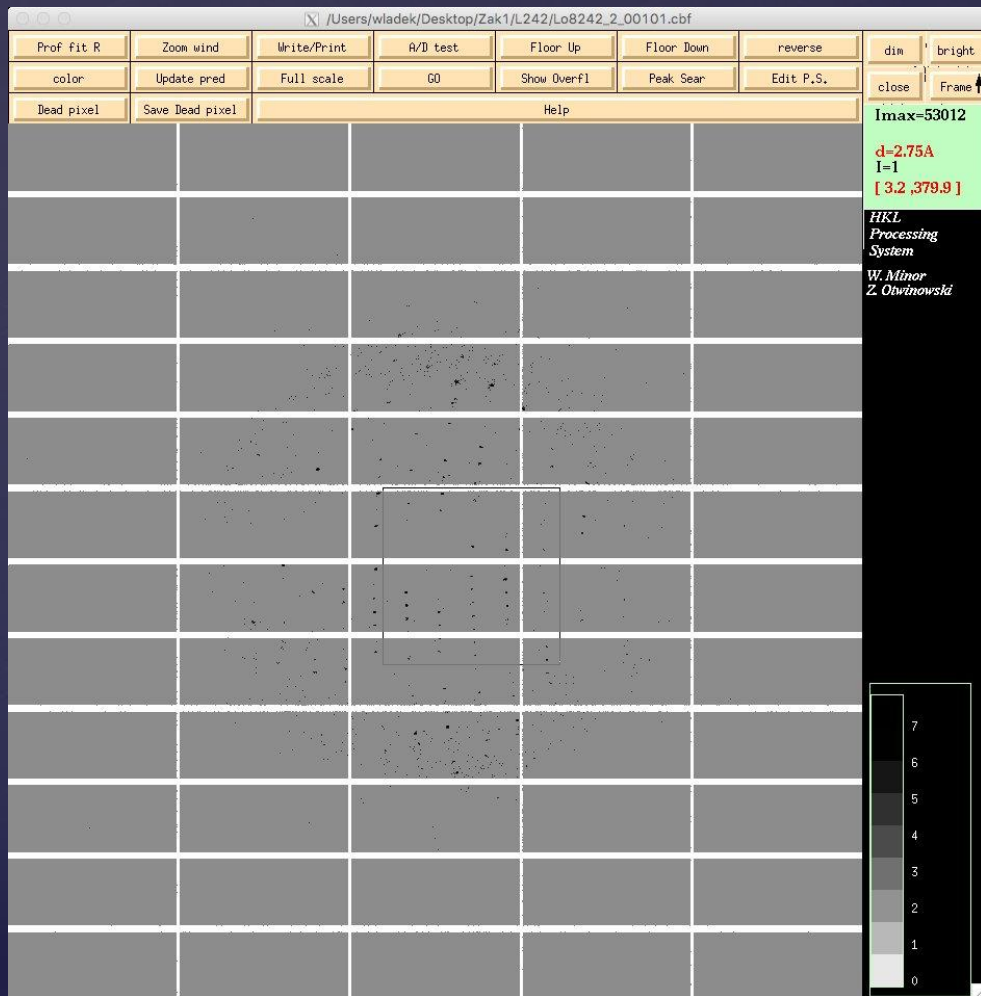 /Users/wladek/Desktop/Zak1/L242/Lo8242_2_00101.cbf
Prof fit R Zoom wind Write/Print A/D test Floor Up Floor Down reverse dim bright
color Update pred Full scale GO Show Overfl Peak Sear Edit P.S. close Frame
Dead pixel Save Dead pixel Help
Imax=53012
d=2.75A
I=1
[ 3.2 ,379.9 ]
HKL
Processing
System
W. Minor
Z. Otwinowski
7
6
5
4
3
2
1
0